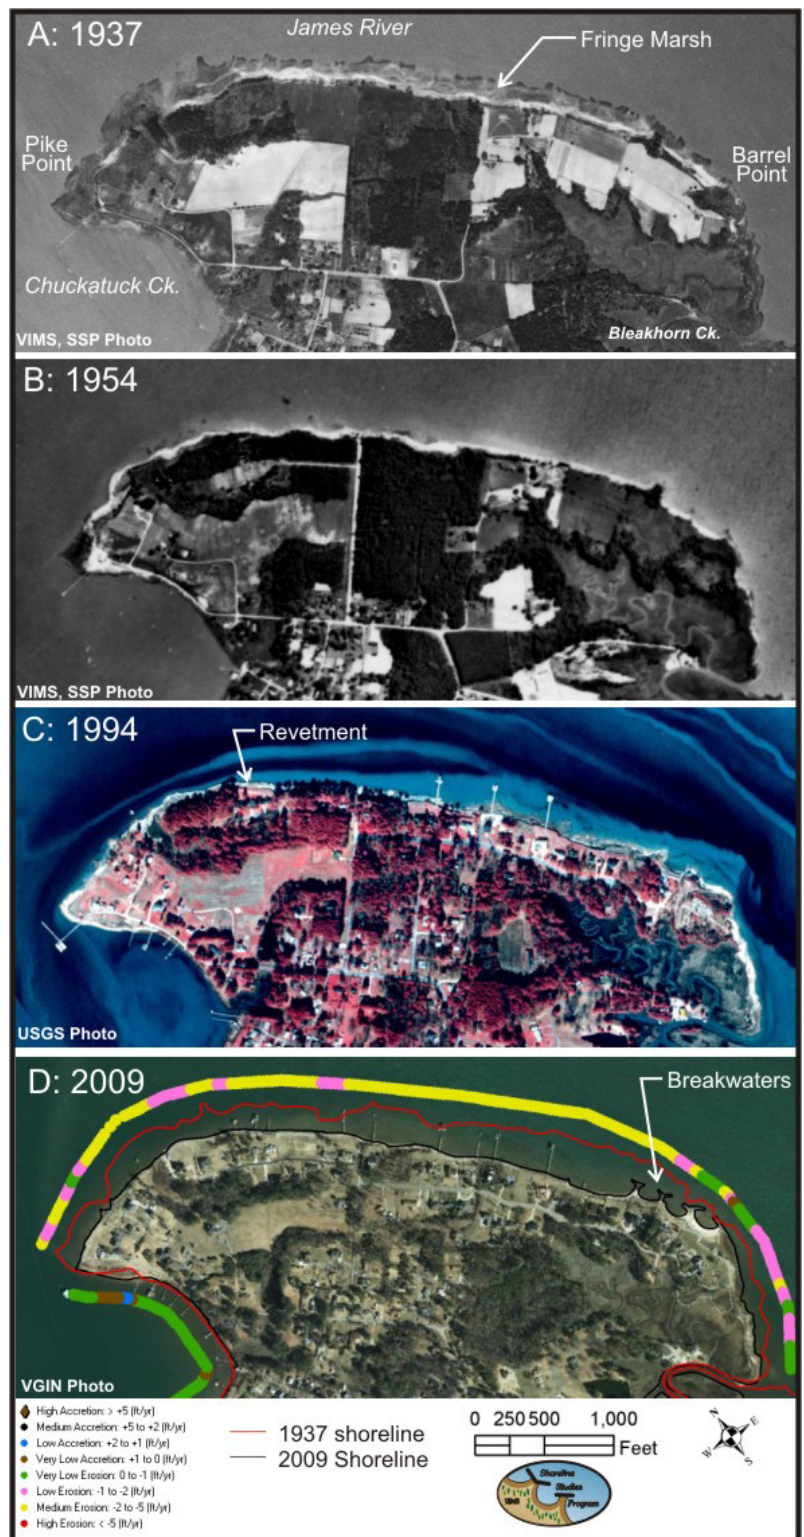 A: 1937
James River
Fringe Marsh
Pike
Point
Barrel
Point
Chuckatuck Ck.
Bleakhorn Ck.
VIMS, SSP Photo
B: 1954
VIMS, SSP Photo
C: 1994
Revetment
USGS Photo
D: 2009
Breakwaters
VGIN Photo
High Accretion: > +5 (ft/yr)
Medium Accretion: +5 to +2 (ft/yr)
Low Accretion: +2 to +1 (ft/yr)
Very Low Accretion: +1 to 0 (ft/yr)
Very Low Erosion: 0 to -1 (ft/yr)
Low Erosion: -1 to -2 (ft/yr)
Medium Erosion: -2 to -5 (ft/yr)
High Erosion: < -5 (ft/yr)
1937 shoreline
2009 Shoreline
0 250 500 1,000
Feet
N
E
W
S
Shoreline
Studies
Program
VIMS